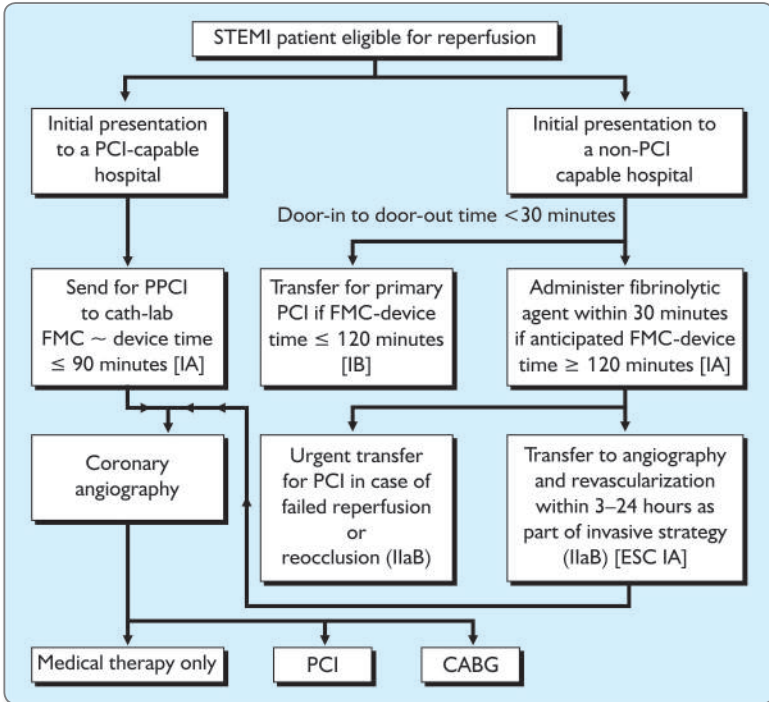 STEMI patient eligible for reperfusion
Initial presentation
to a PCI-capable
hospital
Initial presentation to
a non-PCI
capable hospital
Door-in to door-out time <30 minutes
Send for PPCI
to cath-lab
FMC ~ device time
≤ 90 minutes [IA]
Transfer for primary
PCI if FMC-device
time ≤ 120 minutes
[IB]
Administer fibrinolytic
agent within 30 minutes
if anticipated FMC-device
time ≥ 120 minutes [IA]
Coronary
angiography
Urgent transfer
for PCI in case of
failed reperfusion
or
reocclusion (IIaB)
Transfer to angiography
and revascularization
within 3–24 hours as
part of invasive strategy
(IIaB) [ESC IA]
Medical therapy only
PCI
CABG